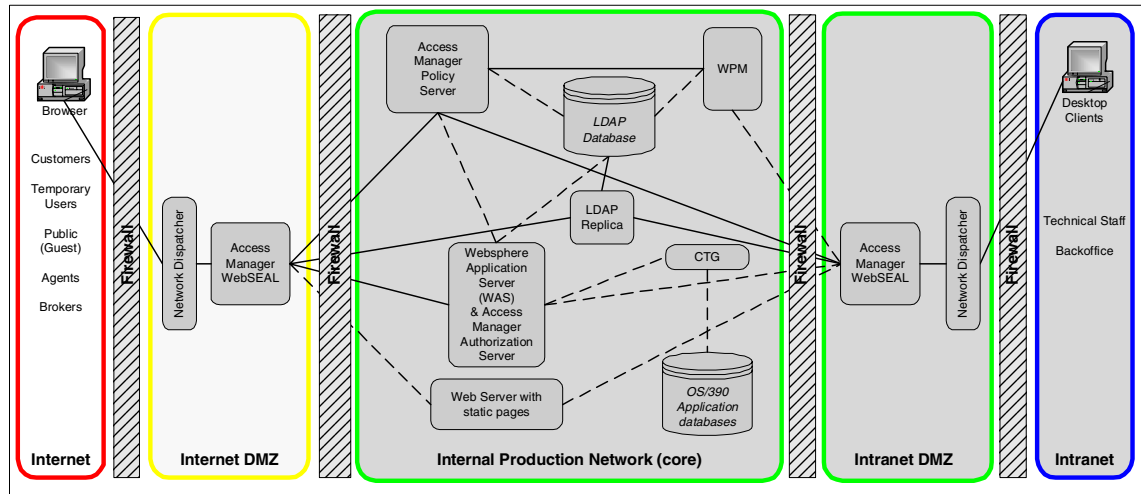 Browser
Customers
Temporary
Users
Public
(Guest)
Agents
Brokers
Internet
Firewall
Network Dispatcher
Access
Manager
WebSEAL
Internet DMZ
Firewall
Access
Manager
Policy
Server
WPM
LDAP
Database
LDAP
Replica
Websphere
Application
Server
(WAS)
& Access
Manager
Authorization
Server
CTG
Web Server with
static pages
OS/390
Application
databases
Internal Production Network (core)
Firewall
Access
Manager
WebSEAL
Network Dispatcher
Intranet DMZ
Firewall
Desktop
Clients
Technical Staff
Backoffice
Intranet